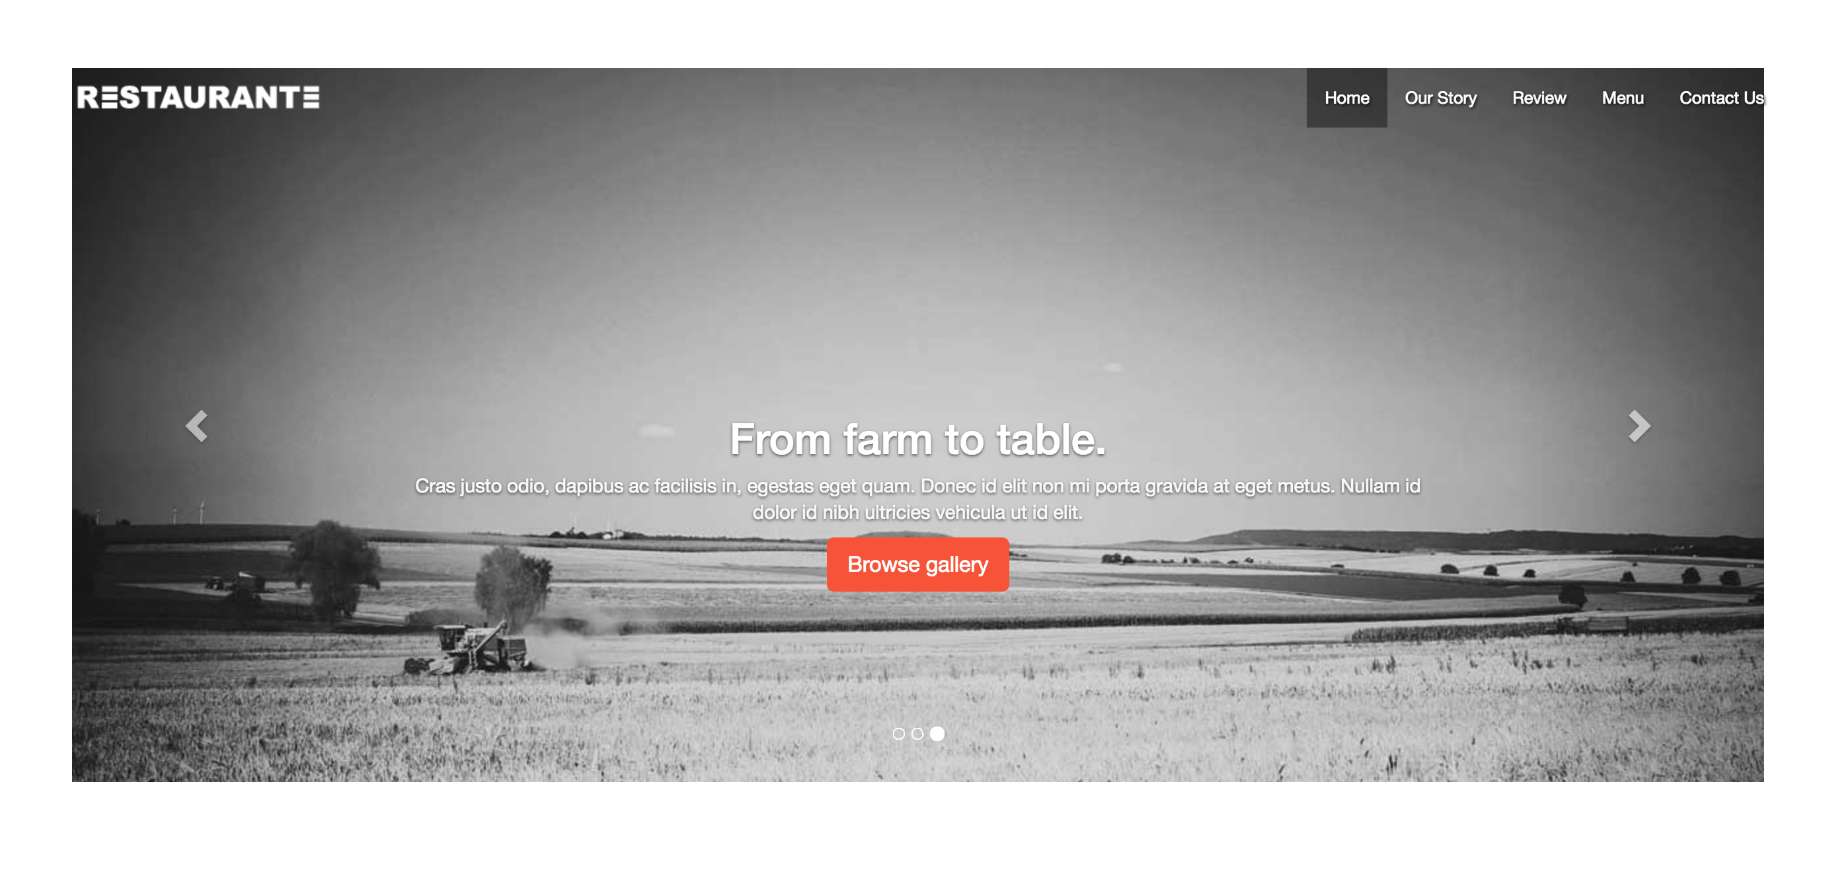 RESTAURANTE
Home Our Story Review Menu Contact Us
From farm to table.
Cras justo odio, dapibus ac facilisis in, egestas eget quam. Donec id elit non mi porta gravida at eget metus. Nullam id
dolor id nibh ultricies vehicula ut id elit.
Browse gallery